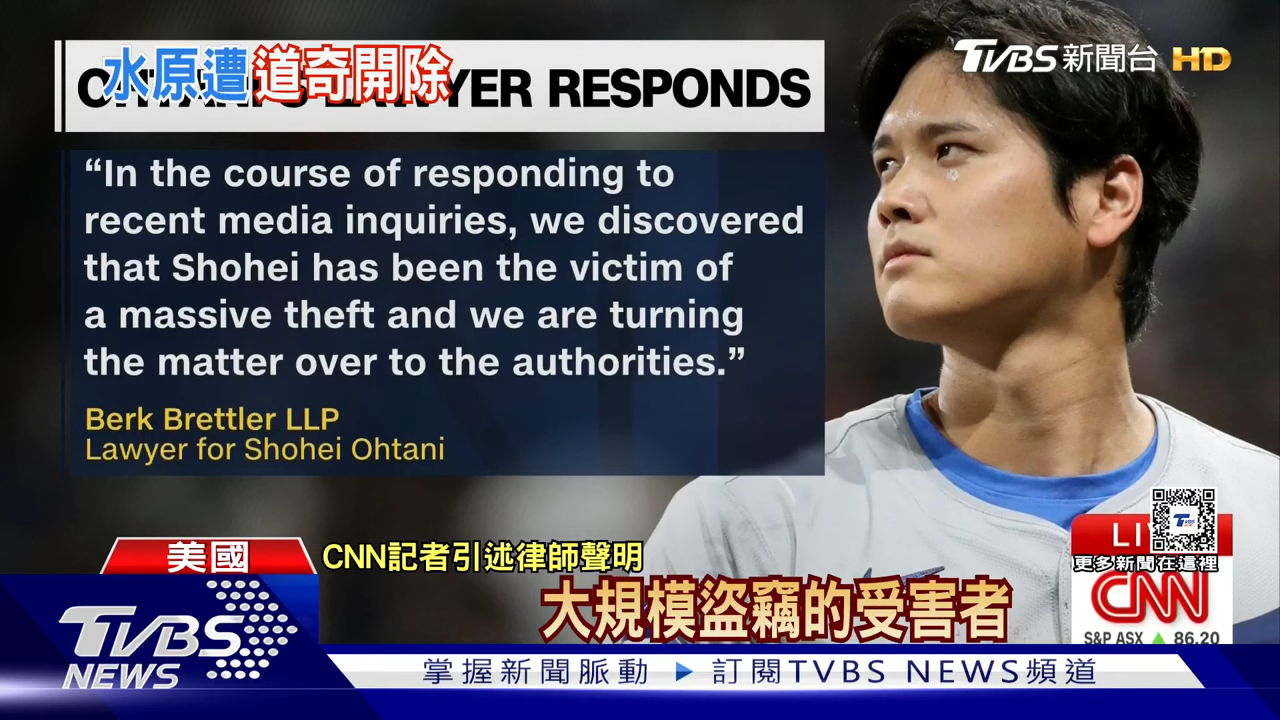 水原遭道奇開除
YER RESPONDS
TVBS新聞台 HD
“In the course of responding to
recent media inquiries, we discovered
that Shohei has been the victim of
a massive theft and we are turning
the matter over to the authorities.”
Berk Brettler LLP
Lawyer for Shohei Ohtani
美國
CNN記者引述律師聲明
大規模盜竊的受害者
更多新聞在這裡
CNN
S&P ASX ▲ 86.20
TVBS
NEWS
掌握新聞脈動 ▶ 訂閱TVBS NEWS頻道